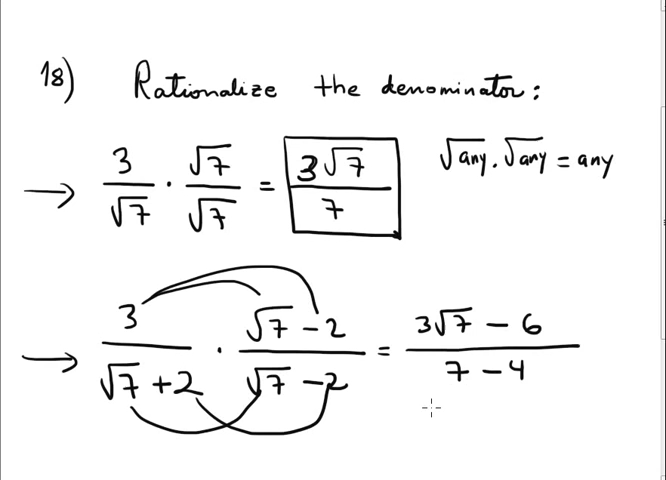 18) Rationalize the denominator:
→ 3/√7 · √7/√7 = 3√7/7 √any · √any = any
→ 3/(√7 + 2) · (√7 - 2)/(√7 - 2) = (3√7 - 6)/(7 - 4)